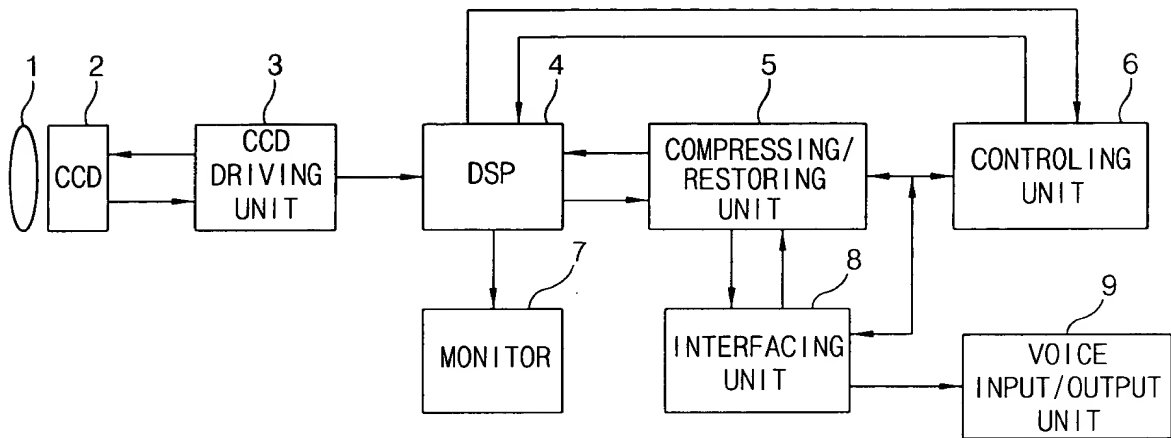 1
2
3
4
5
6
CCD
CCD
DRIVING
UNIT
DSP
COMPRESSING/
RESTORING
UNIT
CONTROLING
UNIT
7
8
9
MONITOR
INTERFACING
UNIT
VOICE
INPUT/OUTPUT
UNIT